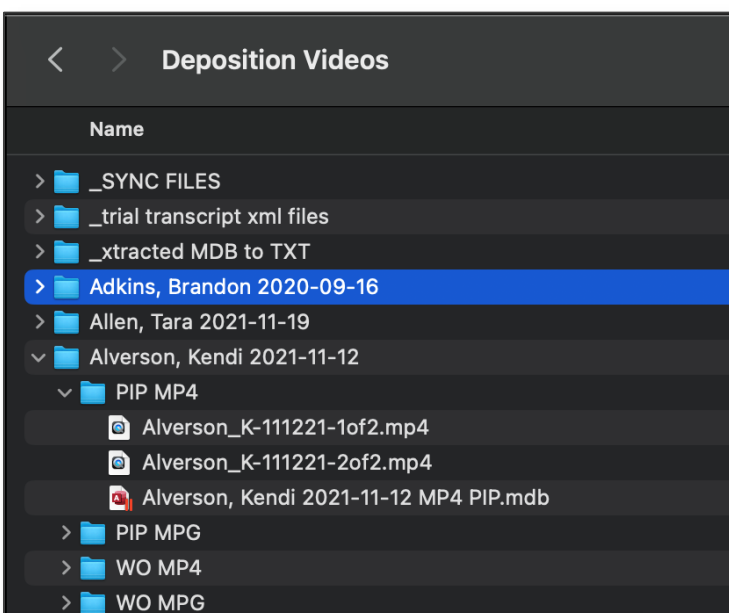 Deposition Videos
Name
_SYNC FILES
_trial transcript xml files
_xtracted MDB to TXT
Adkins, Brandon 2020-09-16
Allen, Tara 2021-11-19
Alverson, Kendi 2021-11-12
PIP MP4
Alverson_K-111221-1of2.mp4
Alverson_K-111221-2of2.mp4
Alverson, Kendi 2021-11-12 MP4 PIP.mdb
PIP MPG
WO MP4
WO MPG